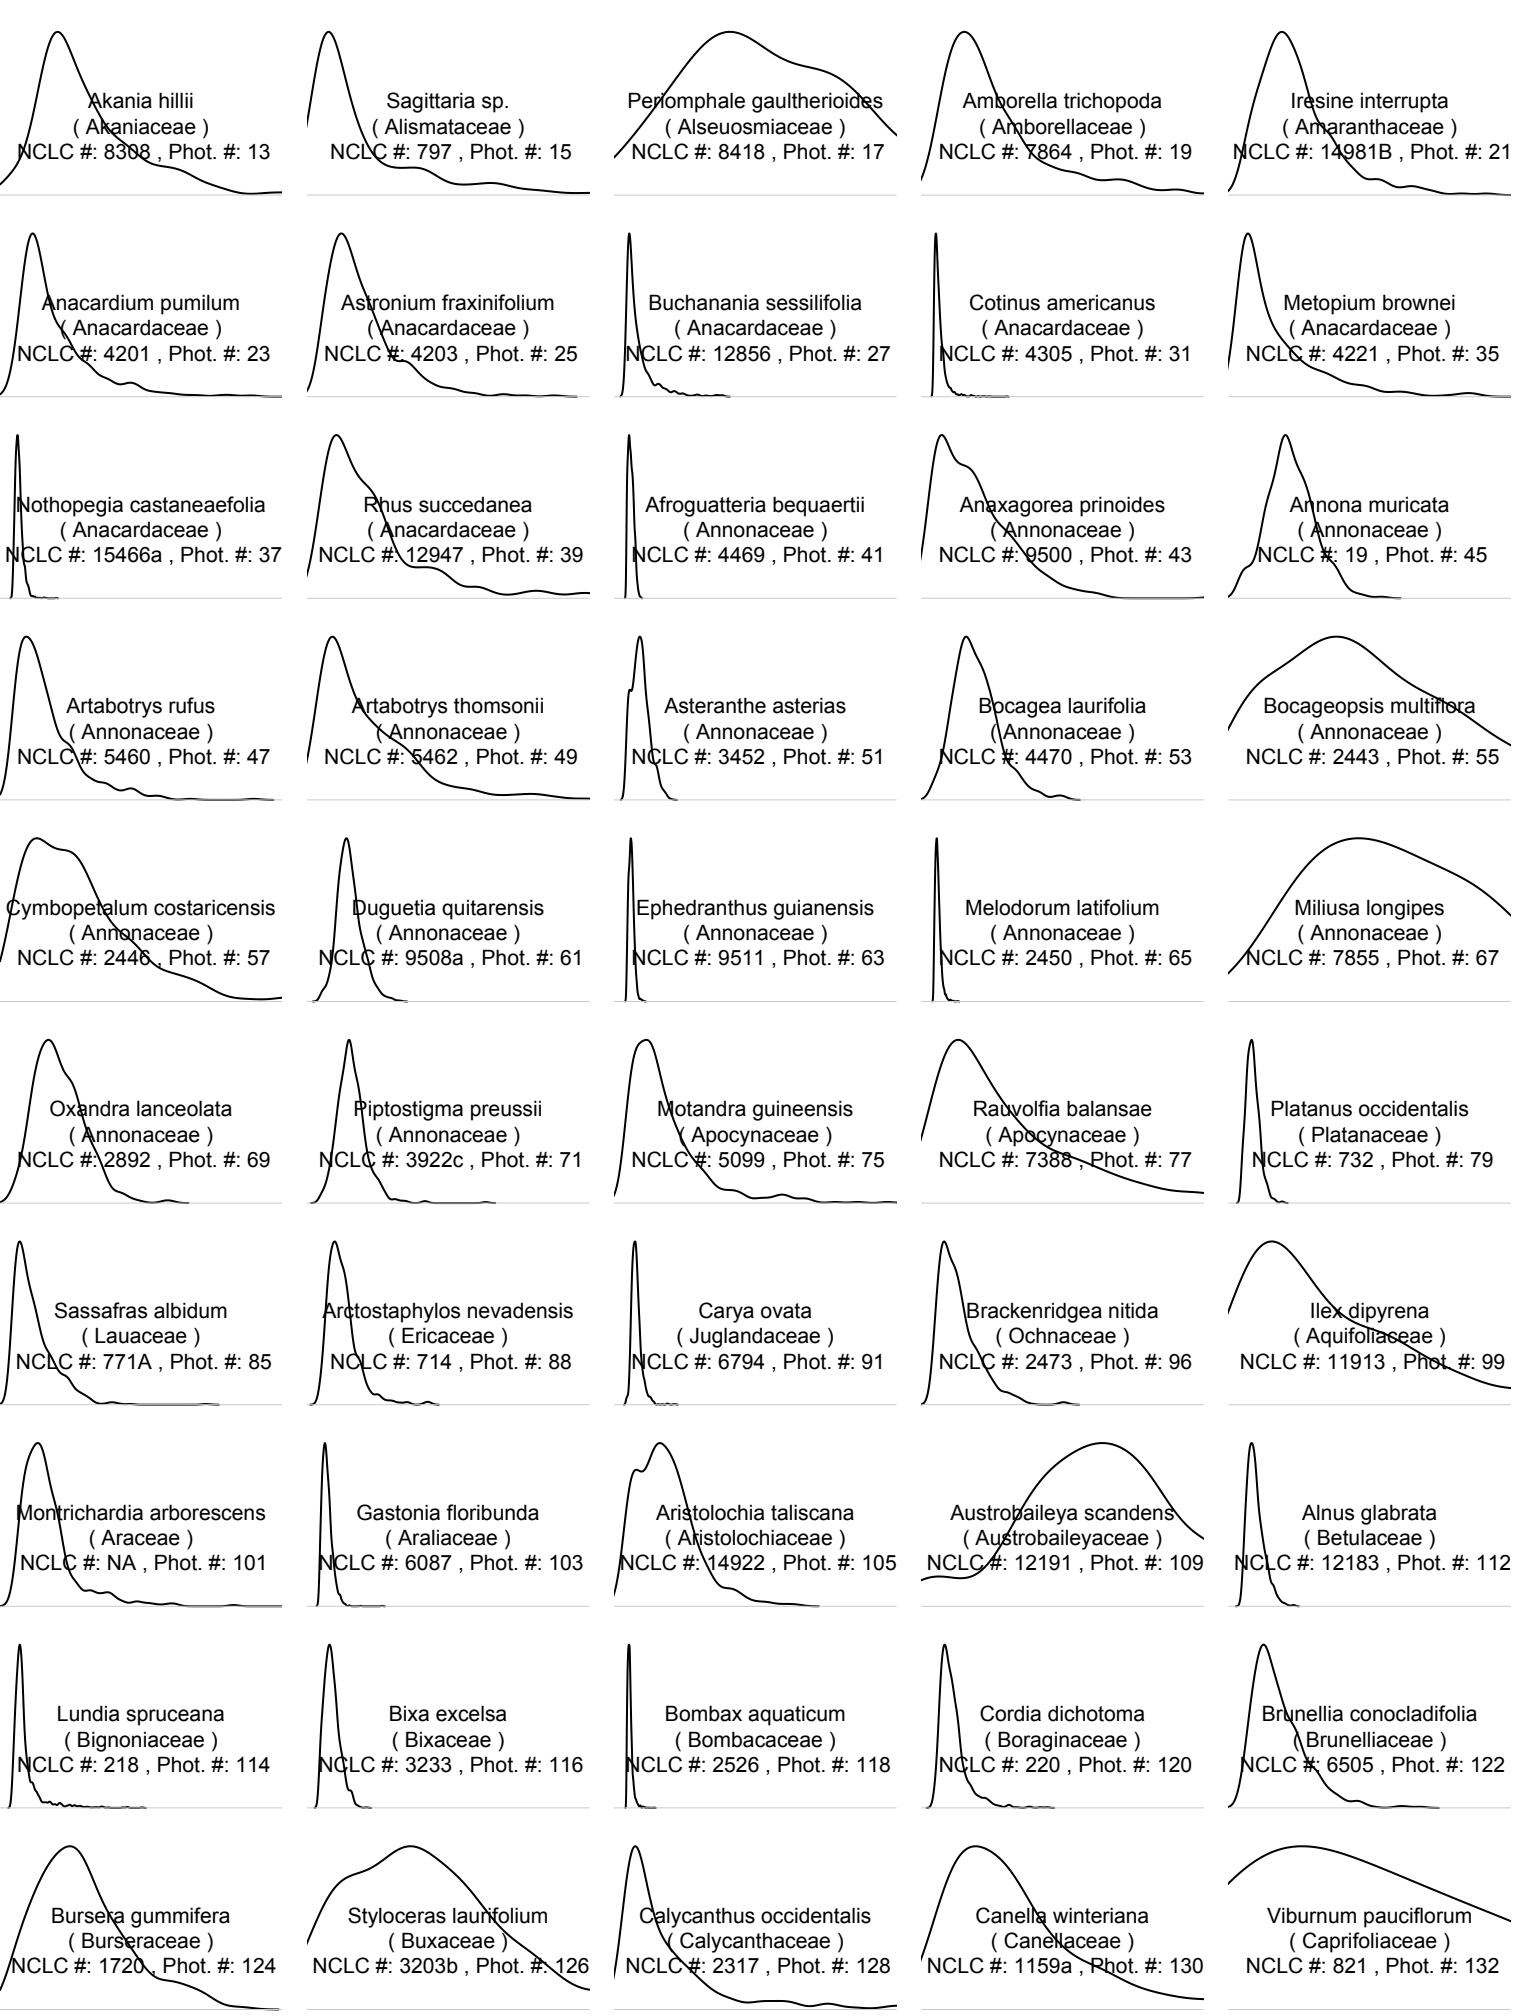 Akania hillii
( Akaniaceae )
NCLC #: 8308 , Phot. #: 13
Sagittaria sp.
( Alismataceae )
NCLC #: 797 , Phot. #: 15
Periomphale gaultherioides
( Alseuosmiaceae )
NCLC #: 8418 , Phot. #: 17
Amborella trichopoda
( Amborellaceae )
NCLC #: 7864 , Phot. #: 19
Iresine interrupta
( Amaranthaceae )
NCLC #: 14981B , Phot. #: 21
Anacardium pumilum
( Anacardaceae )
NCLC #: 4201 , Phot. #: 23
Astronium fraxinifolium
( Anacardaceae )
NCLC #: 4203 , Phot. #: 25
Buchanania sessilifolia
( Anacardaceae )
NCLC #: 12856 , Phot. #: 27
Cotinus americanus
( Anacardaceae )
NCLC #: 4305 , Phot. #: 31
Metopium brownei
( Anacardaceae )
NCLC #: 4221 , Phot. #: 35
Nothopegia castaneaefolia
( Anacardaceae )
NCLC #: 15466a , Phot. #: 37
Rhus succedanea
( Anacardaceae )
NCLC #: 12947 , Phot. #: 39
Afroguatteria bequaertii
( Annonaceae )
NCLC #: 4469 , Phot. #: 41
Anaxagorea prinoides
( Annonaceae )
NCLC #: 9500 , Phot. #: 43
Annona muricata
( Annonaceae )
NCLC #: 19 , Phot. #: 45
Artabotrys rufus
( Annonaceae )
NCLC #: 5460 , Phot. #: 47
Artabotrys thomsonii
( Annonaceae )
NCLC #: 5462 , Phot. #: 49
Asteranthe asterias
( Annonaceae )
NCLC #: 3452 , Phot. #: 51
Bocagea laurifolia
( Annonaceae )
NCLC #: 4470 , Phot. #: 53
Bocageopsis multiflora
( Annonaceae )
NCLC #: 2443 , Phot. #: 55
Cymbopetalum costaricensis
( Annonaceae )
NCLC #: 2446 , Phot. #: 57
Duguetia quitarensis
( Annonaceae )
NCLC #: 9508a , Phot. #: 61
Ephedranthus guianensis
( Annonaceae )
NCLC #: 9511 , Phot. #: 63
Melodorum latifolium
( Annonaceae )
NCLC #: 2450 , Phot. #: 65
Miliusa longipes
( Annonaceae )
NCLC #: 7855 , Phot. #: 67
Oxandra lanceolata
( Annonaceae )
NCLC #: 2892 , Phot. #: 69
Piptostigma preussii
( Annonaceae )
NCLC #: 3922c , Phot. #: 71
Motandra guineensis
( Apocynaceae )
NCLC #: 5099 , Phot. #: 75
Rauvolfia balansae
( Apocynaceae )
NCLC #: 7388 , Phot. #: 77
Platanus occidentalis
( Platanaceae )
NCLC #: 732 , Phot. #: 79
Sassafras albidum
( Lauaceae )
NCLC #: 771A , Phot. #: 85
Arctostaphylos nevadensis
( Ericaceae )
NCLC #: 714 , Phot. #: 88
Carya ovata
( Juglandaceae )
NCLC #: 6794 , Phot. #: 91
Brackenridgea nitida
( Ochnaceae )
NCLC #: 2473 , Phot. #: 96
Ilex dipyrena
( Aquifoliaceae )
NCLC #: 11913 , Phot. #: 99
Montrichardia arborescens
( Araceae )
NCLC #: NA , Phot. #: 101
Gastonia floribunda
( Araliaceae )
NCLC #: 6087 , Phot. #: 103
Aristolochia taliscana
( Aristolochiaceae )
NCLC #: 14922 , Phot. #: 105
Austrobaileya scandens
( Austrobaileyaceae )
NCLC #: 12191 , Phot. #: 109
Alnus glabrata
( Betulaceae )
NCLC #: 12183 , Phot. #: 112
Lundia spruceana
( Bignoniaceae )
NCLC #: 218 , Phot. #: 114
Bixa excelsa
( Bixaceae )
NCLC #: 3233 , Phot. #: 116
Bombax aquaticum
( Bombacaceae )
NCLC #: 2526 , Phot. #: 118
Cordia dichotoma
( Boraginaceae )
NCLC #: 220 , Phot. #: 120
Brunellia conocladifolia
( Brunelliaceae )
NCLC #: 6505 , Phot. #: 122
Bursera gummifera
( Burseraceae )
NCLC #: 1720 , Phot. #: 124
Styloceras laurifolium
( Buxaceae )
NCLC #: 3203b , Phot. #: 126
Calycanthus occidentalis
( Calycanthaceae )
NCLC #: 2317 , Phot. #: 128
Canella winteriana
( Canellaceae )
NCLC #: 1159a , Phot. #: 130
Viburnum pauciflorum
( Caprifoliaceae )
NCLC #: 821 , Phot. #: 132